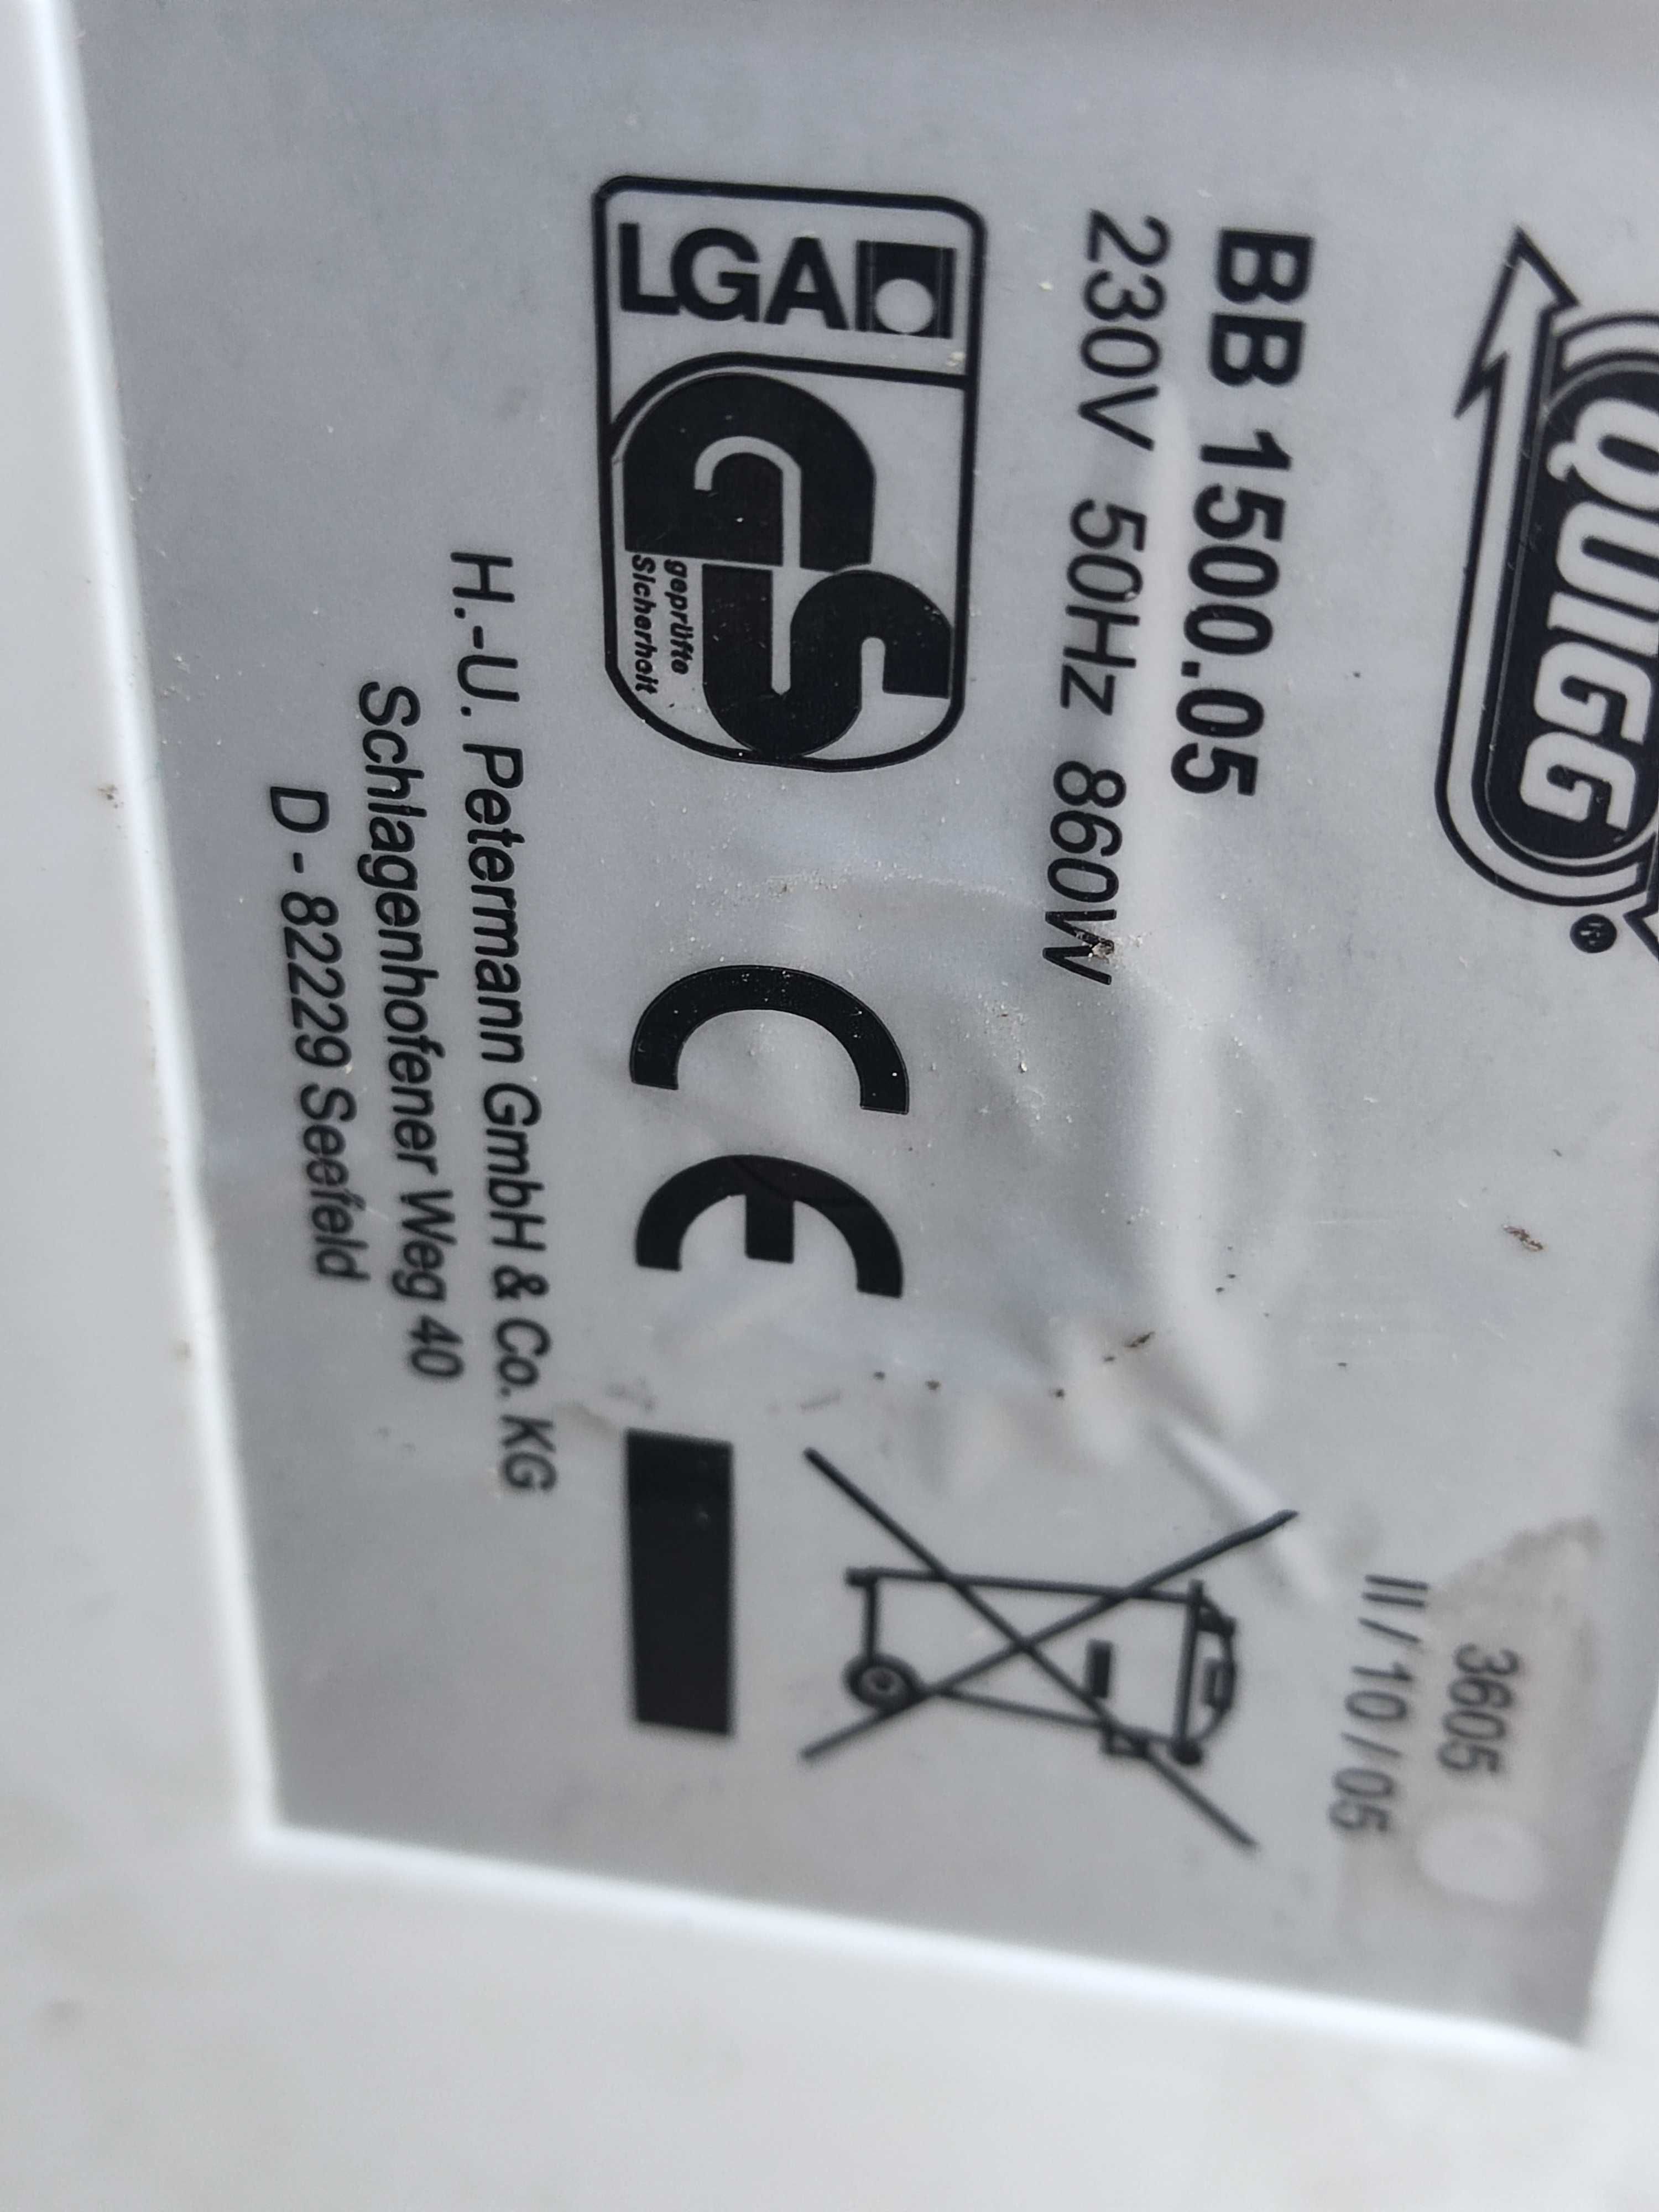 QUIGG®
BB 1500.05
230V 50Hz 860W
3605
II / 10 / 05
LGA
GS
geprüfte
Sicherheit
CE
H.-U. Petermann GmbH & Co. KG
Schlagenhofener Weg 40
D - 82229 Seefeld